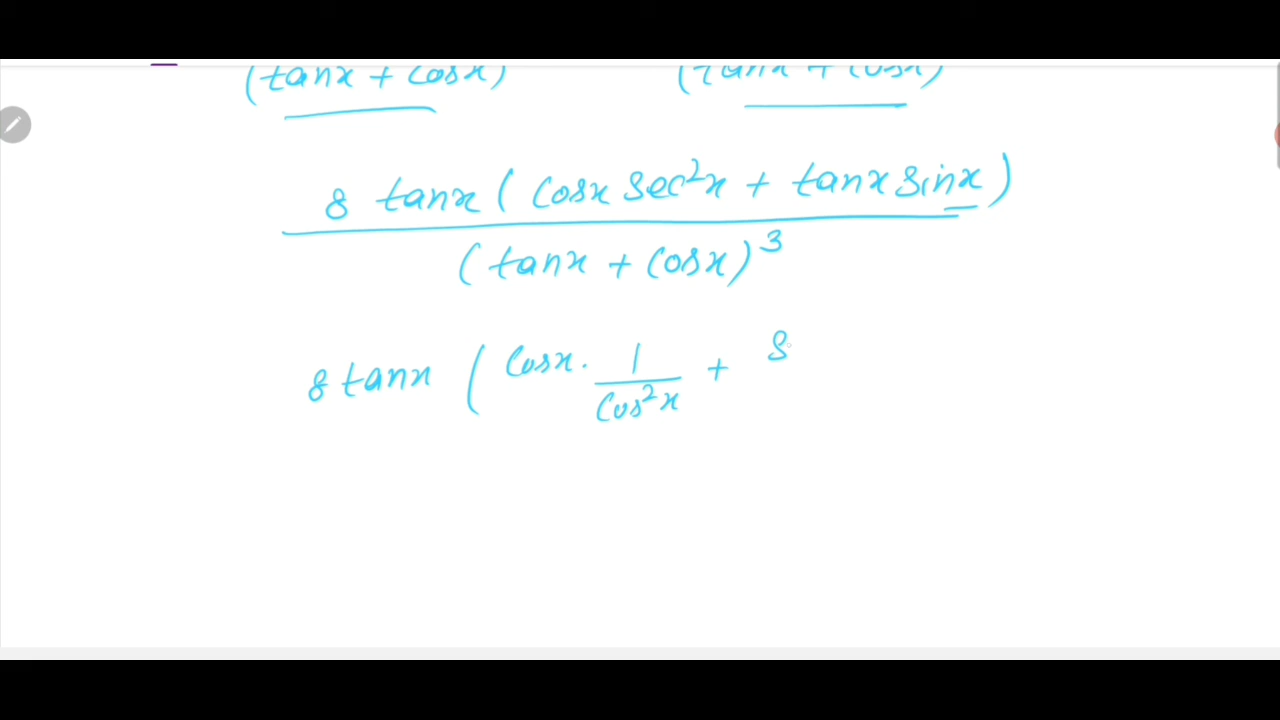 (tanx + cosx) (tanx + cosx)
8 tanx ( cosx sec²x + tanx sinx )
( tanx + cosx )³
8 tanx ( cosx . 1/cos²x + s